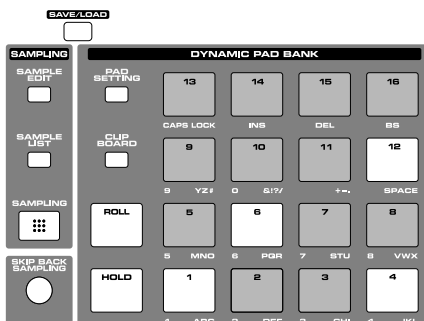 SAVE/LOAD
SAMPLING
DYNAMIC PAD BANK
SAMPLE EDIT
PAD SETTING
13 14 15 16
CAPS LOCK INS DEL BS
SAMPLE LIST
CLIP BOARD
9 10 11 12
9 YZ# 0 &!?/ +-. SPACE
SAMPLING
ROLL
5 6 7 8
5 MNO 6 PQR 7 STU 8 VWX
SKIP BACK SAMPLING
HOLD
1 2 3 4